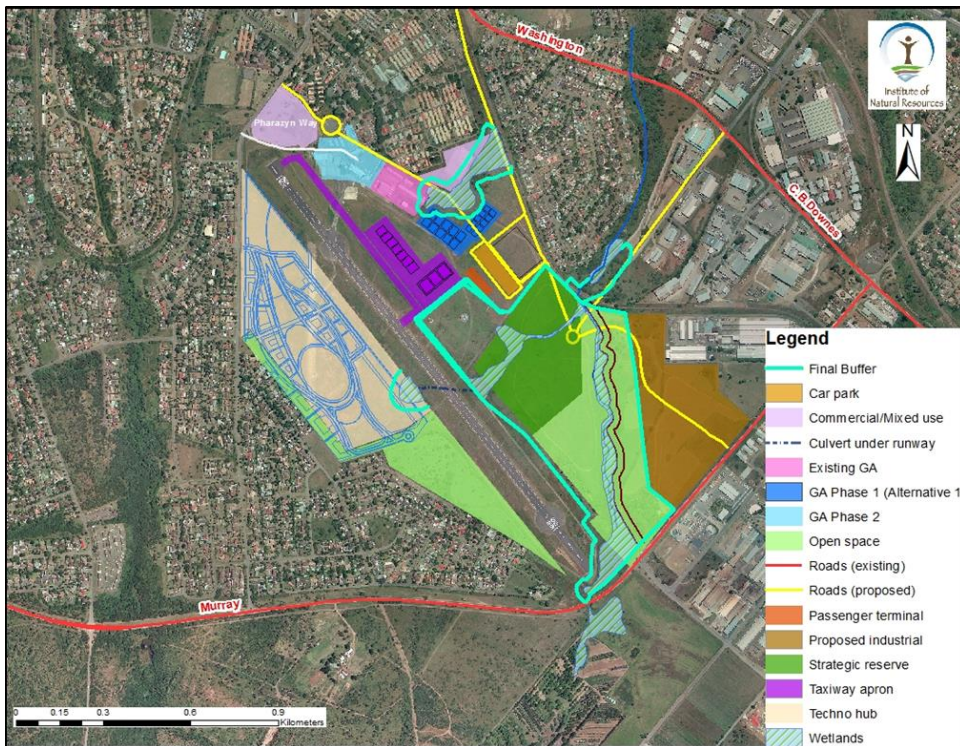 Washington
Institute of
Natural Resources
N
Pharazyn Way
C.B.Downes
Murray
Legend
Final Buffer
Car park
Commercial/Mixed use
Culvert under runway
Existing GA
GA Phase 1 (Alternative 1
GA Phase 2
Open space
Roads (existing)
Roads (proposed)
Passenger terminal
Proposed industrial
Strategic reserve
Taxiway apron
Techno hub
Wetlands
0 0.15 0.3 0.6 0.9
Kilometers